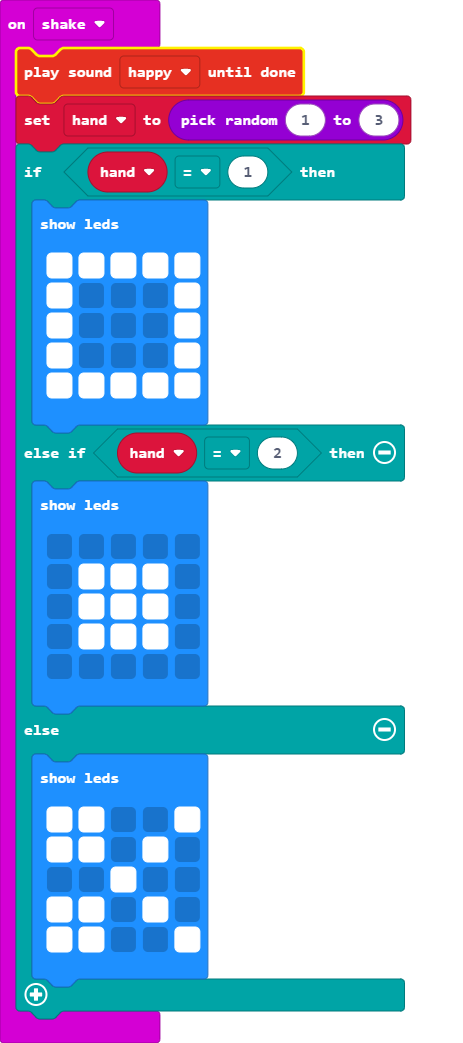 on shake
play sound happy until done
set hand to pick random 1 to 3
if hand = 1 then
show leds
else if hand = 2 then
show leds
else
show leds